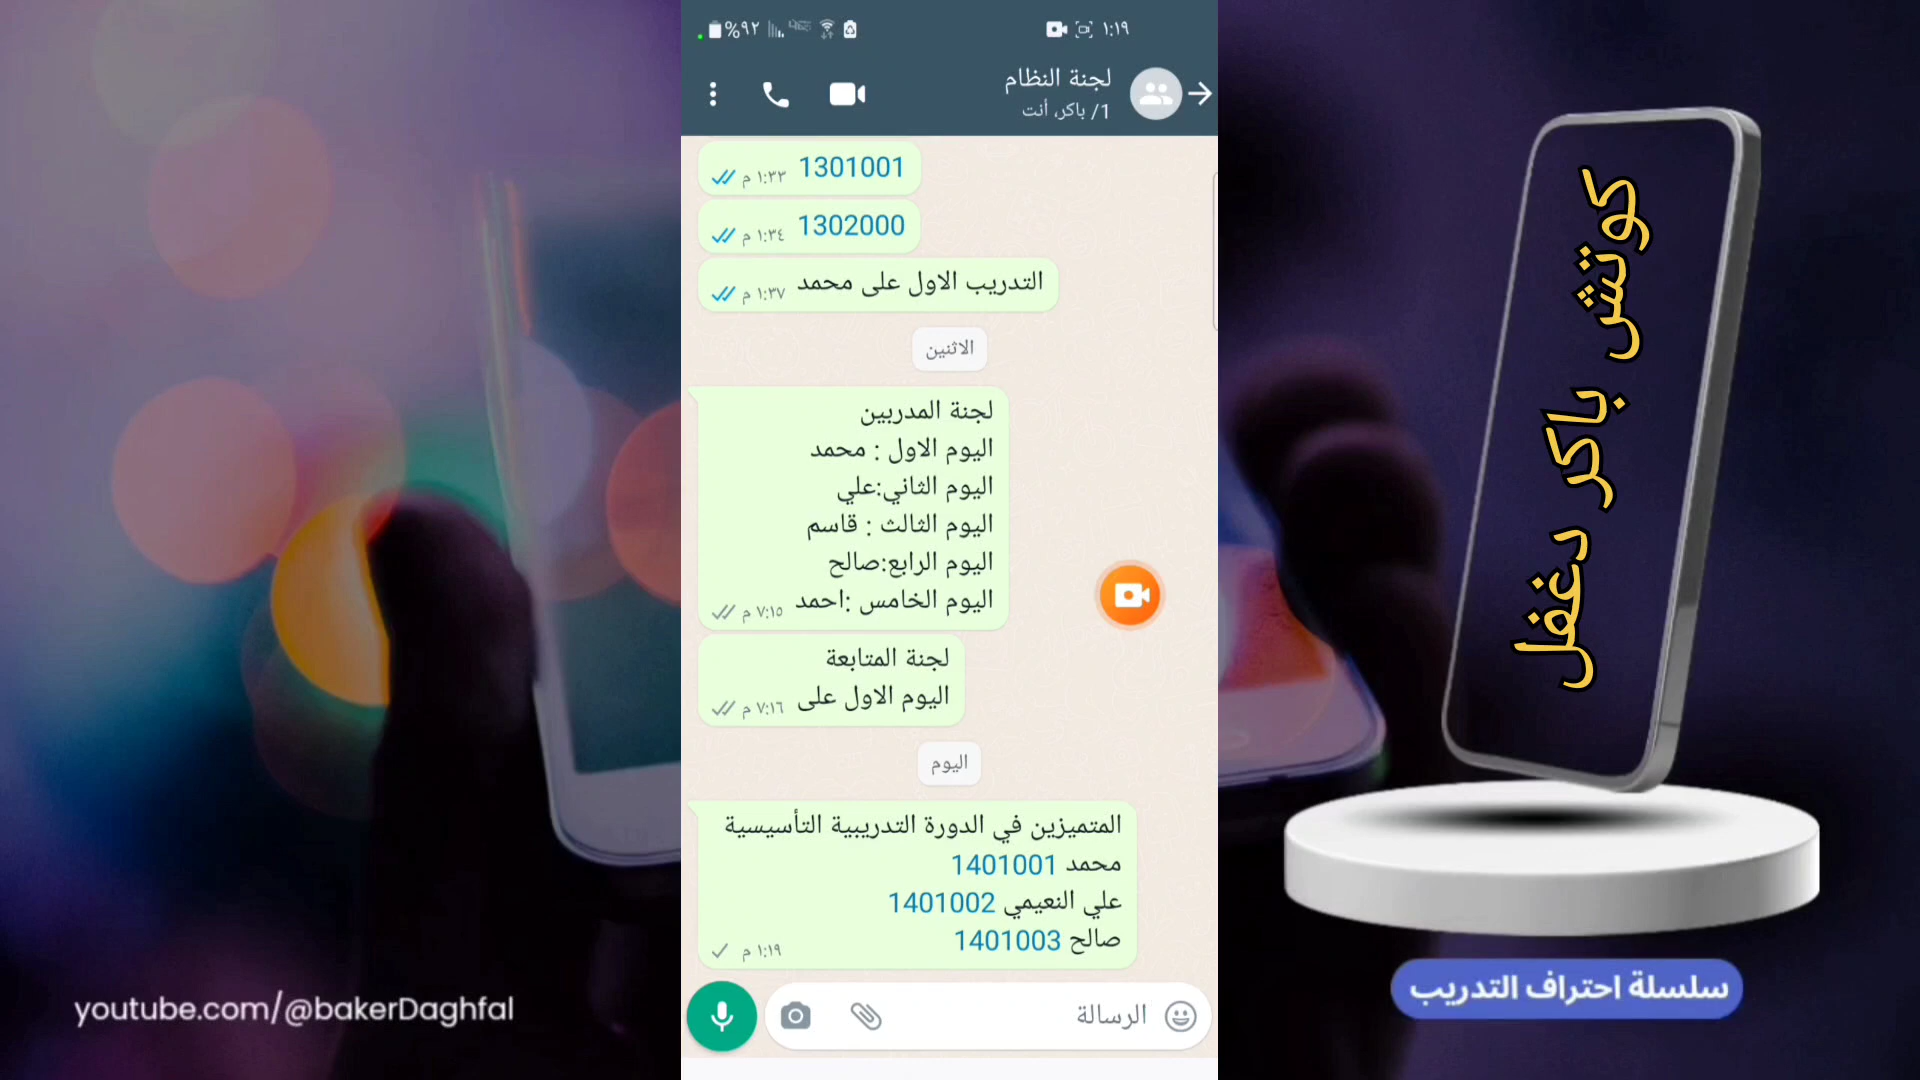 ١:١٩
%٩٢
لجنة النظام
1/ باكر، أنت
1301001
١:٣٣ م
1302000
١:٣٤ م
التدريب الاول على محمد
١:٣٧ م
الاثنين
لجنة المدربين
اليوم الاول : محمد
اليوم الثاني:علي
اليوم الثالث : قاسم
اليوم الرابع:صالح
اليوم الخامس :احمد
٧:١٥ م
لجنة المتابعة
اليوم الاول على
٧:١٦ م
اليوم
المتميزين في الدورة التدريبية التأسيسية
محمد 1401001
علي النعيمي 1401002
صالح 1401003
١:١٩ م
الرسالة
كوتش باكر دغفل
سلسلة احتراف التدريب
youtube.com/@bakerDaghfal